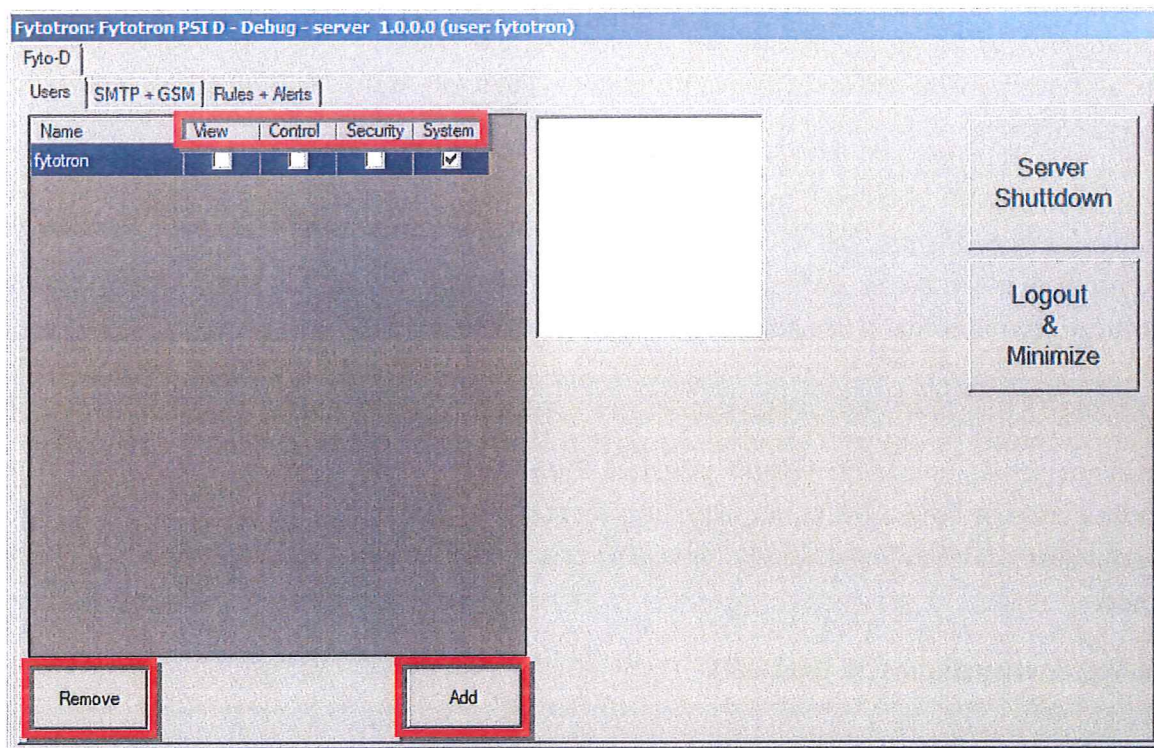 Fytotron: Fytotron PSI D - Debug - server 1.0.0.0 (user: fytotron)
Fyto-D
Users SMTP + GSM Rules + Alerts
Name View Control Security System
fytotron
Server
Shuttdown
Logout
&
Minimize
Remove Add